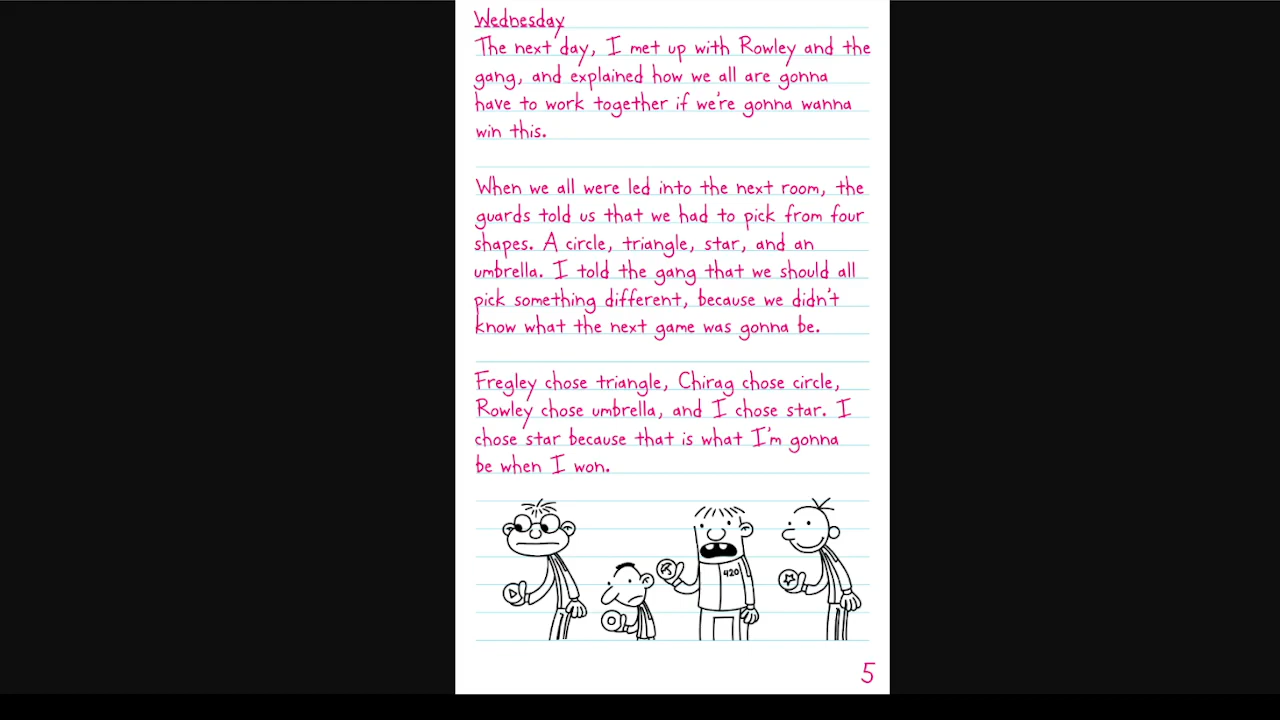 Wednesday
The next day, I met up with Rowley and the
gang, and explained how we all are gonna
have to work together if we're gonna wanna
win this.
When we all were led into the next room, the
guards told us that we had to pick from four
shapes. A circle, triangle, star, and an
umbrella. I told the gang that we should all
pick something different, because we didn't
know what the next game was gonna be.
Fregley chose triangle, Chirag chose circle,
Rowley chose umbrella, and I chose star. I
chose star because that is what I'm gonna
be when I won.
420
5